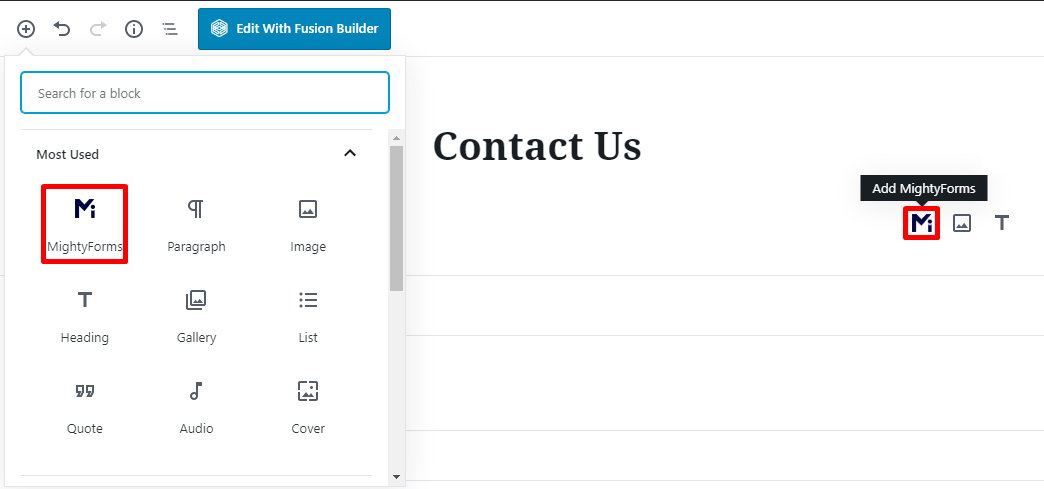 Edit With Fusion Builder
Search for a block
Most Used
MightyForms
Paragraph
Image
Heading
Gallery
List
Quote
Audio
Cover
Contact Us
Add MightyForms